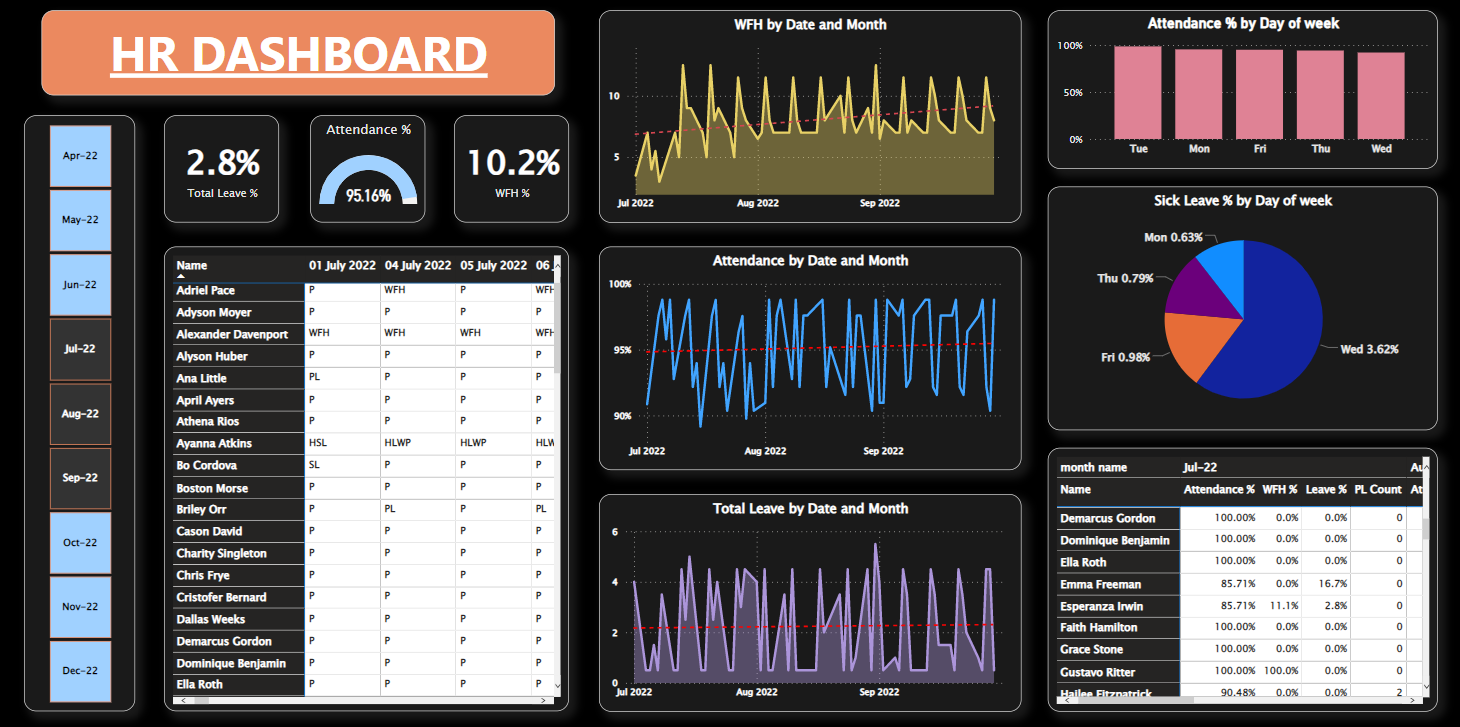 HR DASHBOARD
Apr-22
May-22
Jun-22
Jul-22
Aug-22
Sep-22
Oct-22
Nov-22
Dec-22
2.8%
Total Leave %
Attendance %
95.16%
10.2%
WFH %
Name 01 July 2022 04 July 2022 05 July 2022 06
Adriel Pace P WFH P WFH
Adyson Moyer P P P P
Alexander Davenport WFH WFH WFH WFH
Alyson Huber P P P P
Ana Little PL P P P
April Ayers P P P P
Athena Rios P P P P
Ayanna Atkins HSL HLWP HLWP HLW
Bo Cordova SL P P P
Boston Morse P P P P
Briley Orr P PL P PL
Cason David P P P P
Charity Singleton P P P P
Chris Frye P P P P
Cristofer Bernard P P P P
Dallas Weeks P P P P
Demarcus Gordon P P P P
Dominique Benjamin P P P P
Ella Roth P P P P
WFH by Date and Month
10
5
Jul 2022 Aug 2022 Sep 2022
Attendance by Date and Month
100%
95%
90%
Jul 2022 Aug 2022 Sep 2022
Total Leave by Date and Month
6
4
2
0
Jul 2022 Aug 2022 Sep 2022
Attendance % by Day of week
100%
50%
0%
Tue Mon Fri Thu Wed
Sick Leave % by Day of week
Mon 0.63%
Thu 0.79%
Fri 0.98%
Wed 3.62%
month name Jul-22 Au
Name Attendance % WFH % Leave % PL Count At
Demarcus Gordon 100.00% 0.0% 0.0% 0
Dominique Benjamin 100.00% 0.0% 0.0% 0
Ella Roth 100.00% 0.0% 0.0% 0
Emma Freeman 85.71% 0.0% 16.7% 0
Esperanza Irwin 85.71% 11.1% 2.8% 0
Faith Hamilton 100.00% 0.0% 0.0% 0
Grace Stone 100.00% 0.0% 0.0% 0
Gustavo Ritter 100.00% 100.0% 0.0% 0
Hailee Fitzpatrick 90.48% 0.0% 0.0% 2